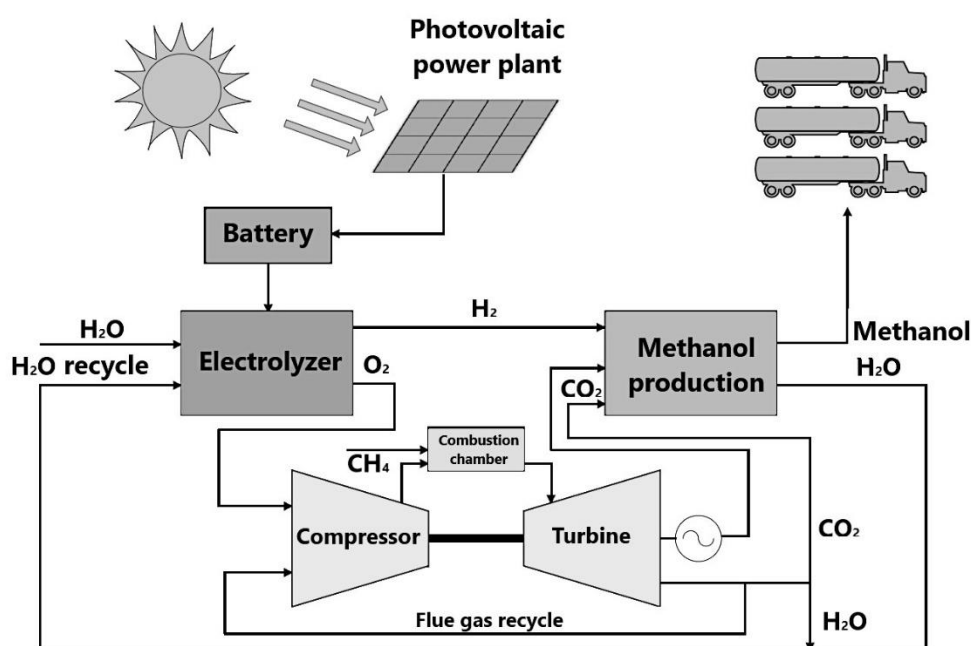 Photovoltaic
power plant
Battery
H₂O
H₂O recycle
Electrolyzer
O₂
H₂
CO₂
Methanol
production
Methanol
H₂O
CH₄
Combustion
chamber
Compressor
Turbine
CO₂
Flue gas recycle
H₂O